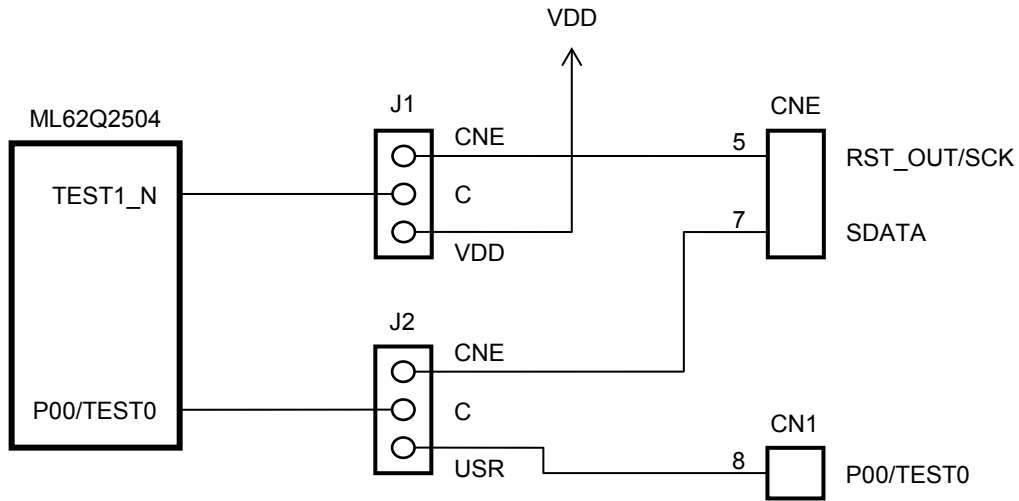 VDD
ML62Q2504
J1
CNE
CNE
5
RST_OUT/SCK
TEST1_N
C
7
SDATA
VDD
J2
CNE
P00/TEST0
C
CN1
USR
8
P00/TEST0